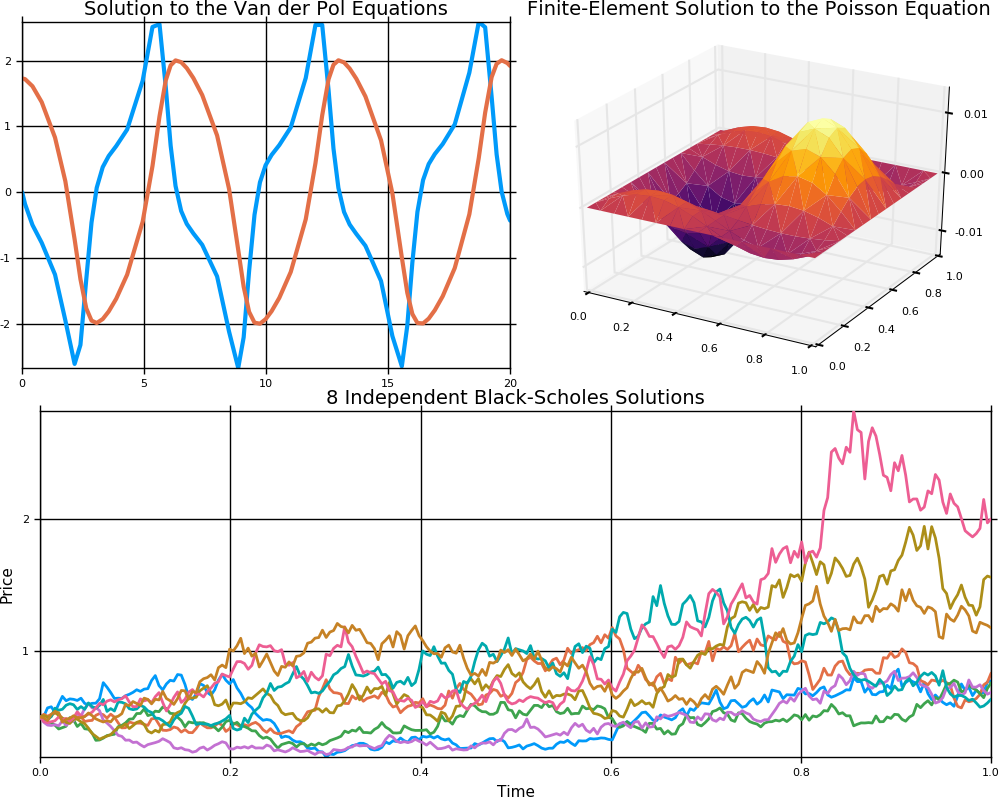 Solution to the Van der Pol Equations
2
1
0
-1
-2
0 5 10 15 20
Finite-Element Solution to the Poisson Equation
0.01
0.00
-0.01
0.0 0.2 0.4 0.6 0.8 1.0
0.0 0.2 0.4 0.6 0.8 1.0
8 Independent Black-Scholes Solutions
Price
2
1
0.0 0.2 0.4 0.6 0.8 1.0
Time